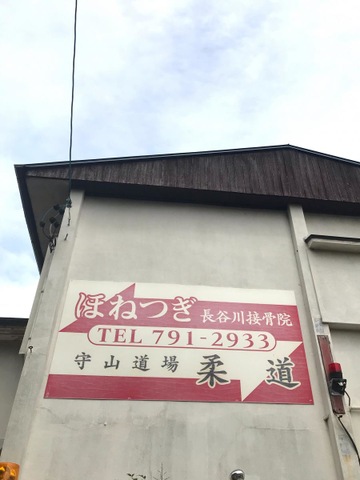 ほねつぎ 長谷川接骨院
TEL 791-2933
守山道場 柔道